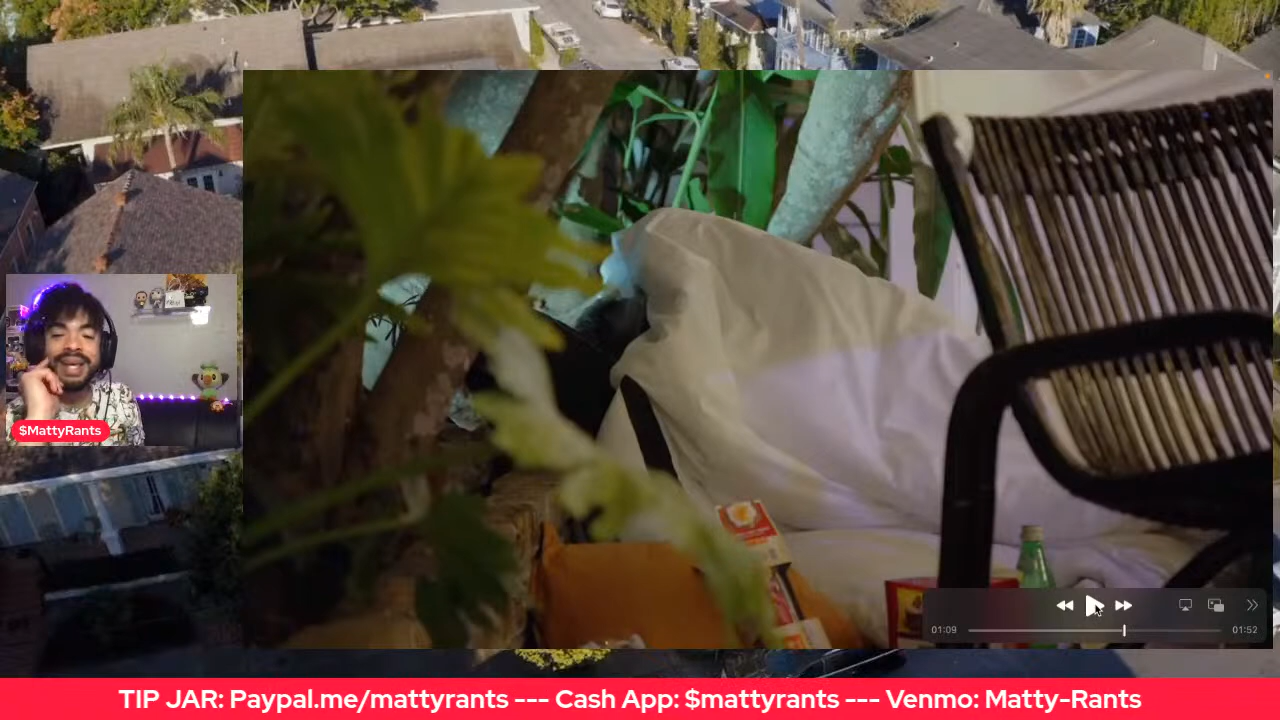 $MattyRants
01:09
01:52
TIP JAR: Paypal.me/mattyrants --- Cash App: $mattyrants --- Venmo: Matty-Rants